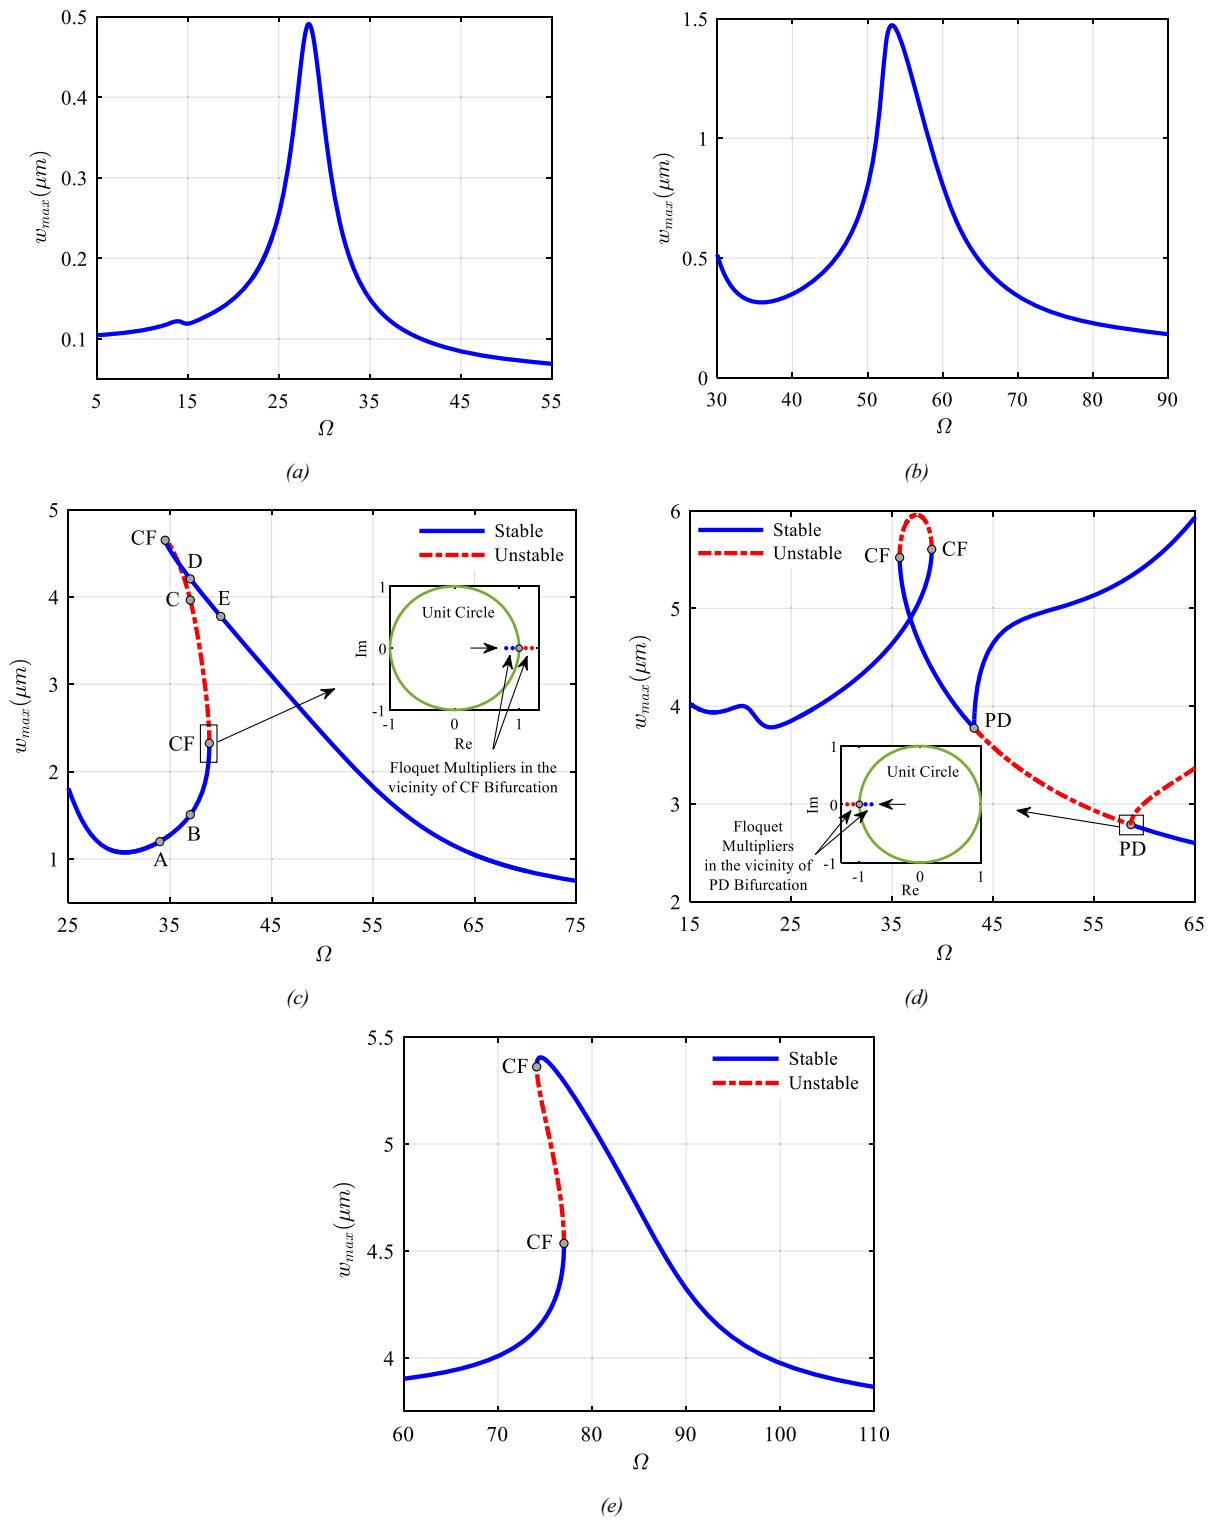 0.5
0.4
0.3
0.2
0.1
w_max(μm)
5 15 25 35 45 55
Ω
(a)
1.5
1
0.5
0
w_max(μm)
30 40 50 60 70 80 90
Ω
(b)
5
4
3
2
1
w_max(μm)
25 35 45 55 65 75
Ω
Stable
Unstable
CF
D
C
E
CF
B
A
1
0
-1
Im
Unit Circle
-1 0 1
Re
Floquet Multipliers in the
vicinity of CF Bifurcation
(c)
6
5
4
3
2
w_max(μm)
15 25 35 45 55 65
Ω
Stable
Unstable
CF
CF
PD
PD
1
0
-1
Im
Unit Circle
-1 0 1
Re
Floquet
Multipliers
in the vicinity of
PD Bifurcation
(d)
5.5
5
4.5
4
w_max(μm)
60 70 80 90 100 110
Ω
Stable
Unstable
CF
CF
(e)